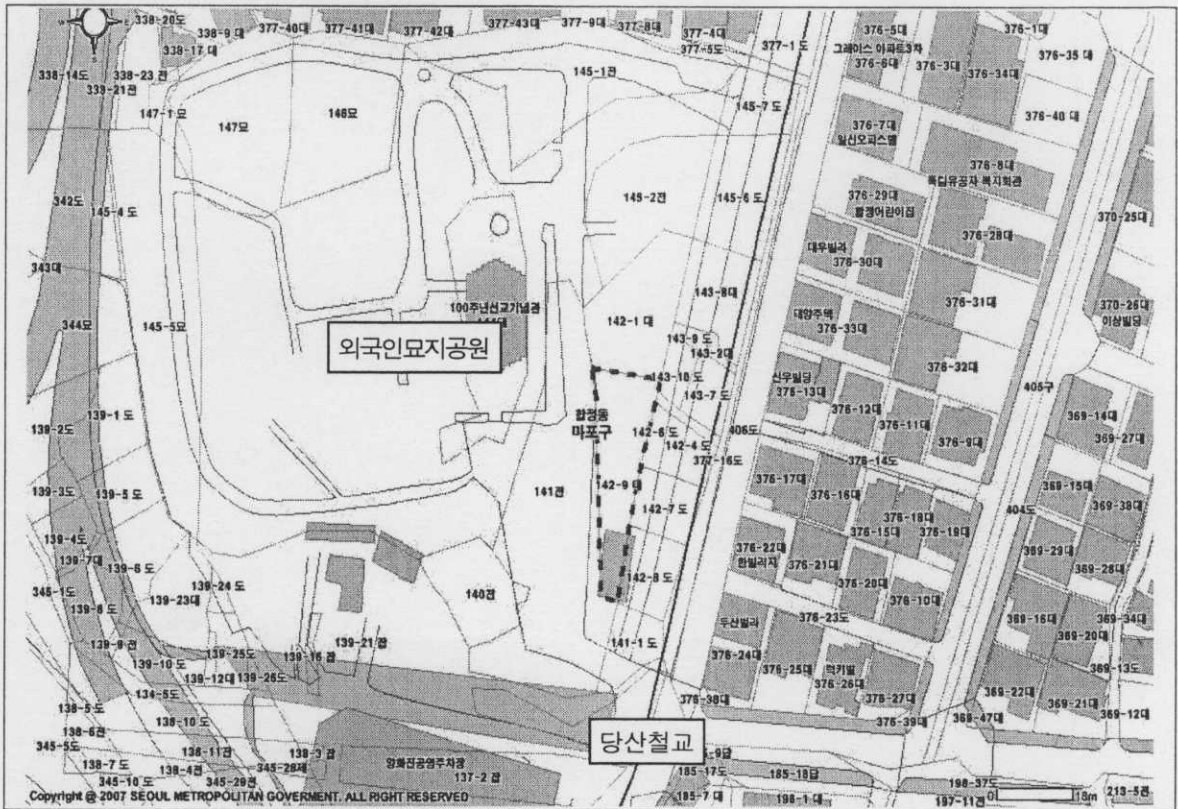 338-20도
338-9 대
377-40대
377-41대
377-42대
377-43대
377-9대
377-8대
377-4대
377-5도
377-1 도
376-5대
그레이스 아파트3차
376-6대
376-3대
376-34대
376-1대
376-35 대
338-17 대
338-14도
338-23 전
339-21전
147-1 묘
147묘
146묘
145-1전
145-7 도
376-40 대
376-7대
일신오피스텔
376-8대
독립유공자 복지회관
342도
145-4 도
145-2전
145-6 도
376-29대
합정어린이집
376-28대
370-25대
대우빌라
376-30대
343대
344묘
145-5묘
100주년선교기념관
외국인묘지공원
142-1 대
143-8대
143-9 도
143-2대
376-31대
대양주택
376-33대
370-26대
이상빌딩
376-32대
143-10 도
143-7 도
신우빌딩
376-13대
405구
139-1 도
139-2도
합정동
마포구
142-6 도
142-4 도
406도
377-16도
376-12대
376-11대
376-9대
369-14대
369-27대
376-14도
139-3도
139-5 도
141전
142-9 대
142-7 도
376-17대
376-16대
376-18대
376-15대
376-19대
404도
369-15대
369-38대
139-4도
139-7대
139-6 도
142-8 도
376-22대
한빌리지
376-21대
376-20대
376-10대
369-29대
369-28대
345-1도
139-24 도
139-23대
139-8 도
140전
141-1 도
두산빌라
376-23도
369-16대
369-34대
369-20대
139-9 전
139-10 도
139-25도
139-12대
139-26도
139-16 잡
139-21 잡
376-24대
376-25대
럭키빌
376-26대
376-27대
369-13도
369-22대
369-21대
369-12대
134-5도
138-5도
138-10 도
376-38대
376-39대
369-47대
138-6전
345-5도
138-11전
138-3 잡
당산철교
138-7 도
138-4전
345-28제
양화진공영주차장
137-2 잡
185-17도
185-18급
198-37도
213-5전
345-10 도
345-29전
185-7 대
196-1 대
197-11전
0
18m
Copyright @ 2007 SEOUL METROPOLITAN GOVERMENT. ALL RIGHT RESERVED